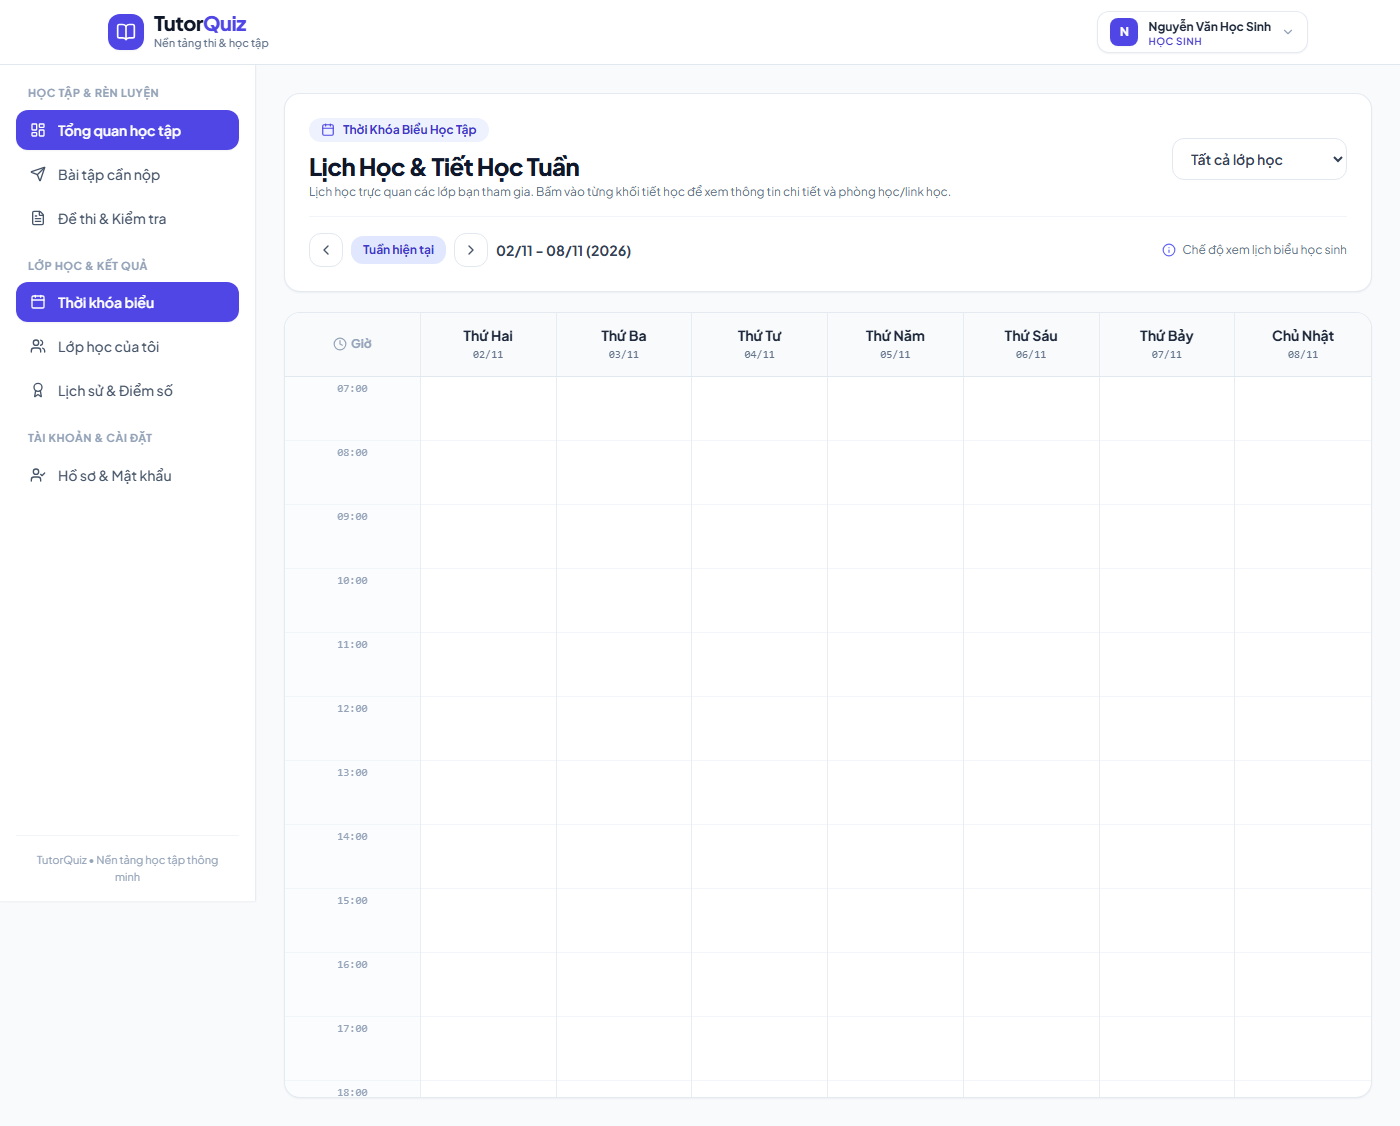 TutorQuiz
Nền tảng thi & học tập
N
Nguyễn Văn Học Sinh
HỌC SINH
HỌC TẬP & RÈN LUYỆN
Tổng quan học tập
Bài tập cần nộp
Đề thi & Kiểm tra
LỚP HỌC & KẾT QUẢ
Thời khóa biểu
Lớp học của tôi
Lịch sử & Điểm số
TÀI KHOẢN & CÀI ĐẶT
Hồ sơ & Mật khẩu
TutorQuiz • Nền tảng học tập thông
minh
Thời Khóa Biểu Học Tập
Lịch Học & Tiết Học Tuần
Lịch học trực quan các lớp bạn tham gia. Bấm vào từng khối tiết học để xem thông tin chi tiết và phòng học/link học.
Tất cả lớp học
Tuần hiện tại
02/11 - 08/11 (2026)
Chế độ xem lịch biểu học sinh
Giờ
Thứ Hai
02/11
Thứ Ba
03/11
Thứ Tư
04/11
Thứ Năm
05/11
Thứ Sáu
06/11
Thứ Bảy
07/11
Chủ Nhật
08/11
07:00
08:00
09:00
10:00
11:00
12:00
13:00
14:00
15:00
16:00
17:00
18:00